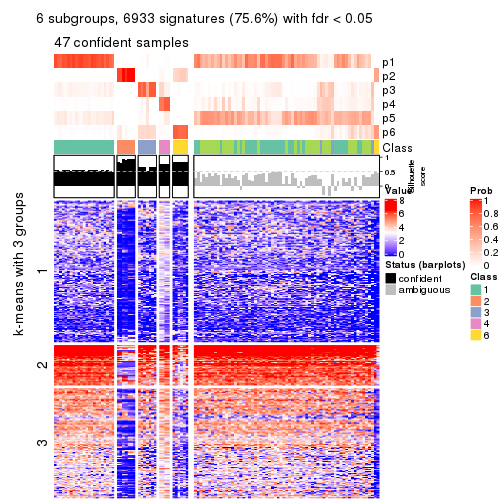 6 subgroups, 6933 signatures (75.6%) with fdr < 0.05
47 confident samples
p1
p2
p3
p4
p5
p6
Class
1
0.5
0
Silhouette
score
k-means with 3 groups
1
2
3
Value
8
6
4
2
0
Status (barplots)
confident
ambiguous
Prob
1
0.8
0.6
0.4
0.2
0
Class
1
2
3
4
6